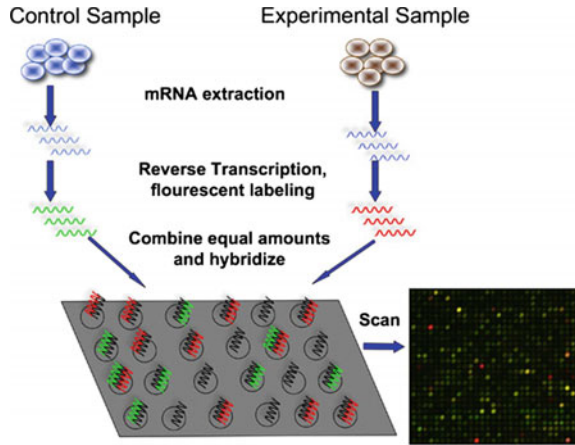 Control Sample
Experimental Sample
mRNA extraction
Reverse Transcription,
flourescent labeling
Combine equal amounts
and hybridize
Scan